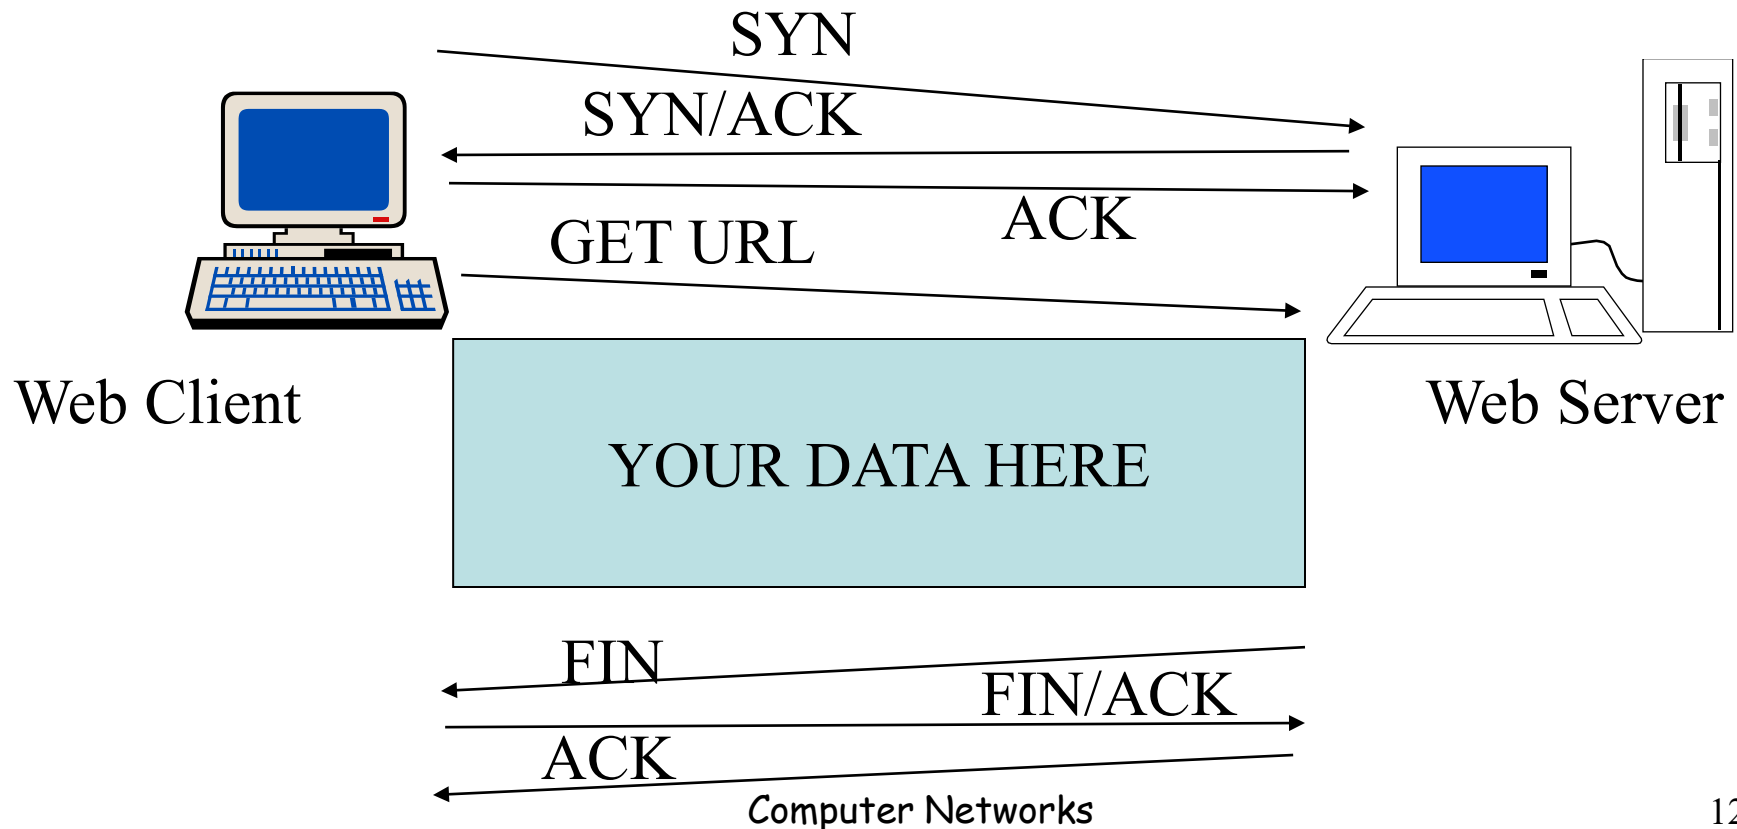 SYN
SYN/ACK
ACK
GET URL
Web Client
Web Server
YOUR DATA HERE
FIN
FIN/ACK
ACK
Computer Networks
12